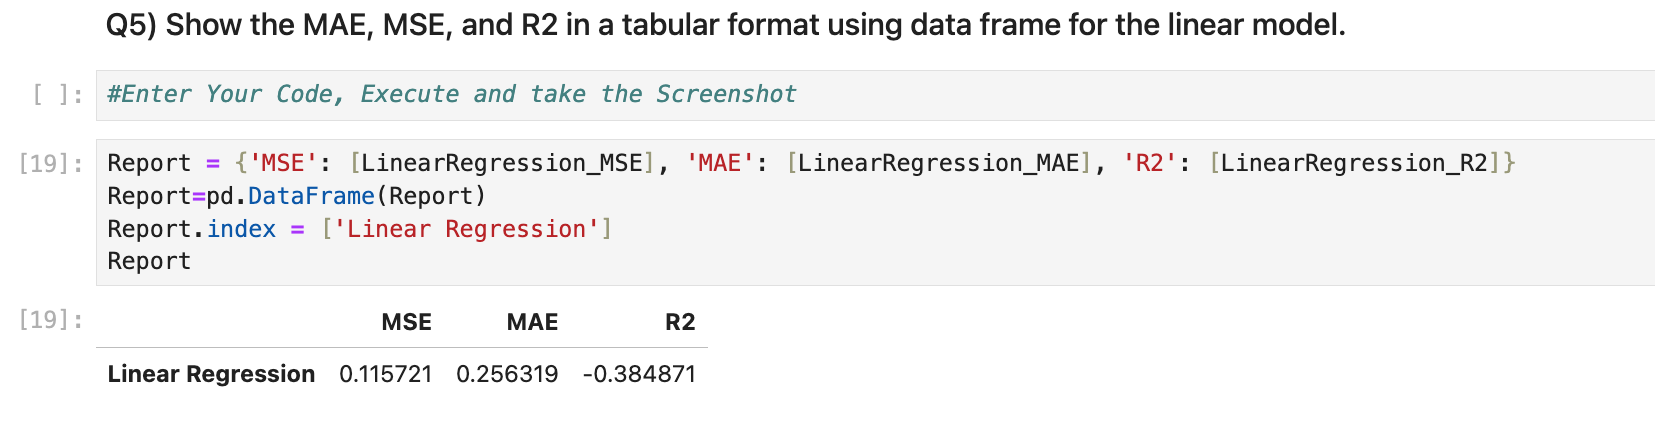 Q5) Show the MAE, MSE, and R2 in a tabular format using data frame for the linear model.
[ ]: #Enter Your Code, Execute and take the Screenshot
[19]: Report = {'MSE': [LinearRegression_MSE], 'MAE': [LinearRegression_MAE], 'R2': [LinearRegression_R2]}
Report=pd.DataFrame(Report)
Report.index = ['Linear Regression']
Report
[19]: MSE MAE R2
Linear Regression 0.115721 0.256319 -0.384871